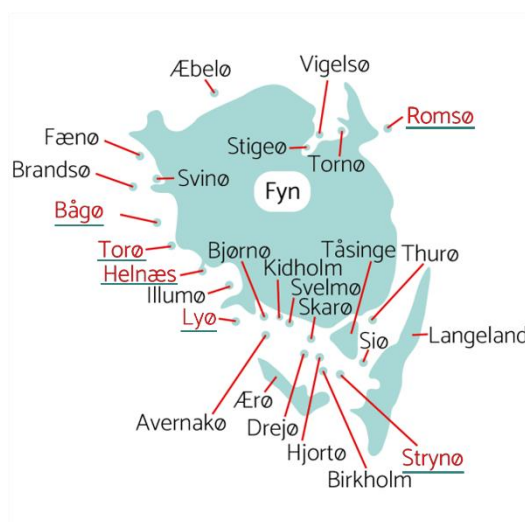 Æbelø
Vigelsø
Romsø
Fænø
Stigeø
Tornø
Brandsø
Svinø
Fyn
Bågø
Torø
Bjørnø
Tåsinge
Thurø
Helnæs
Kidholm
Illumø
Svelmø
Skarø
Lyø
Siø
Langeland
Ærø
Avernakø
Drejø
Hjortø
Strynø
Birkholm